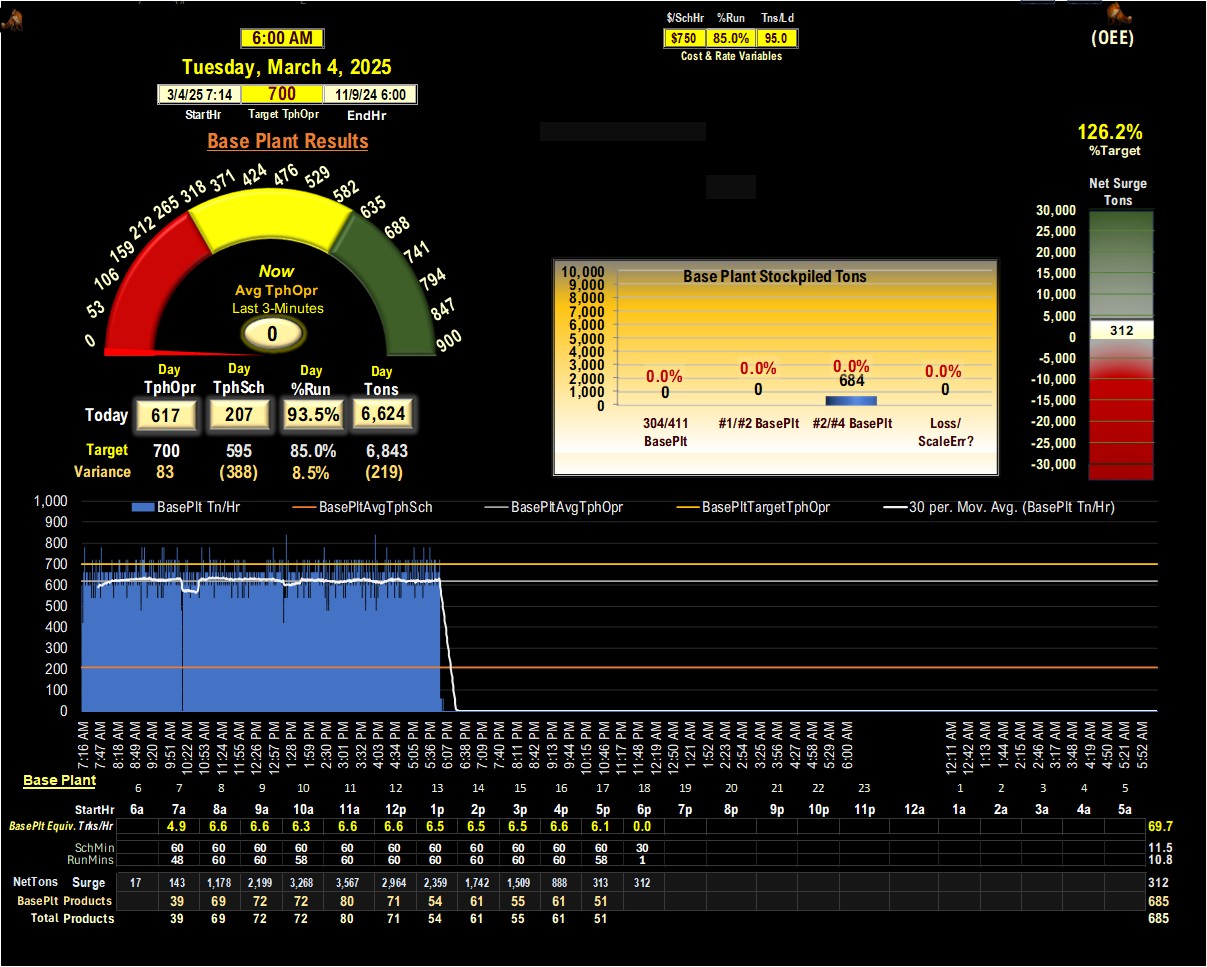 $/SchHr %Run Tns/Ld
6:00 AM
$750 85.0% 95.0
(OEE)
Cost & Rate Variables
Tuesday, March 4, 2025
3/4/25 7:14 700 11/9/24 6:00
StartHr Target TphOpr EndHr
Base Plant Results
126.2%
%Target
Net Surge
Tons
0 53 106 159 212 265 318 371 424 476 529 582 635 688 741 794 847 900
Now
Avg TphOpr
Last 3-Minutes
0
30,000
25,000
20,000
15,000
10,000
5,000
0
-5,000
-10,000
-15,000
-20,000
-25,000
-30,000
312
Base Plant Stockpiled Tons
10,000
9,000
8,000
7,000
6,000
5,000
4,000
3,000
2,000
1,000
0
0.0% 0.0% 0.0% 0.0%
0 0 684 0
304/411 BasePlt
#1/#2 BasePlt
#2/#4 BasePlt
Loss/ ScaleErr?
Day Day Day Day
TphOpr TphSch %Run Tons
Today 617 207 93.5% 6,624
Target 700 595 85.0% 6,843
Variance 83 (388) 8.5% (219)
BasePlt Tn/Hr BasePltAvgTphSch BasePltAvgTphOpr BasePltTargetTphOpr 30 per. Mov. Avg. (BasePlt Tn/Hr)
1,000
900
800
700
600
500
400
300
200
100
0
7:16 AM 7:47 AM 8:18 AM 8:49 AM 9:20 AM 9:51 AM 10:22 AM 10:53 AM 11:24 AM 11:55 AM 12:26 PM 12:57 PM 1:28 PM 1:59 PM 2:30 PM 3:01 PM 3:32 PM 4:03 PM 4:34 PM 5:05 PM 5:36 PM 6:07 PM 6:38 PM 7:09 PM 7:40 PM 8:11 PM 8:42 PM 9:13 PM 9:44 PM 10:15 PM 10:46 PM 11:17 PM 11:48 PM 12:19 AM 12:50 AM 1:21 AM 1:52 AM 2:23 AM 2:54 AM 3:25 AM 3:56 AM 4:27 AM 4:58 AM 5:29 AM 6:00 AM 12:11 AM 12:42 AM 1:13 AM 1:44 AM 2:15 AM 2:46 AM 3:17 AM 3:48 AM 4:19 AM 4:50 AM 5:21 AM 5:52 AM
Base Plant
6 7 8 9 10 11 12 13 14 15 16 17 18 19 20 21 22 23 1 2 3 4 5
StartHr 6a 7a 8a 9a 10a 11a 12p 1p 2p 3p 4p 5p 6p 7p 8p 9p 10p 11p 12a 1a 2a 3a 4a 5a
BasePlt Equiv. Trks/Hr 4.9 6.6 6.6 6.3 6.6 6.6 6.5 6.5 6.5 6.6 6.1 0.0 69.7
SchMin 60 60 60 60 60 60 60 60 60 60 60 30 11.5
RunMins 48 60 60 58 60 60 60 60 60 60 58 1 10.8
NetTons Surge 17 143 1,178 2,199 3,268 3,567 2,964 2,359 1,742 1,509 888 313 312 312
BasePlt Products 39 69 72 72 80 71 54 61 55 61 51 685
Total Products 39 69 72 72 80 71 54 61 55 61 51 685